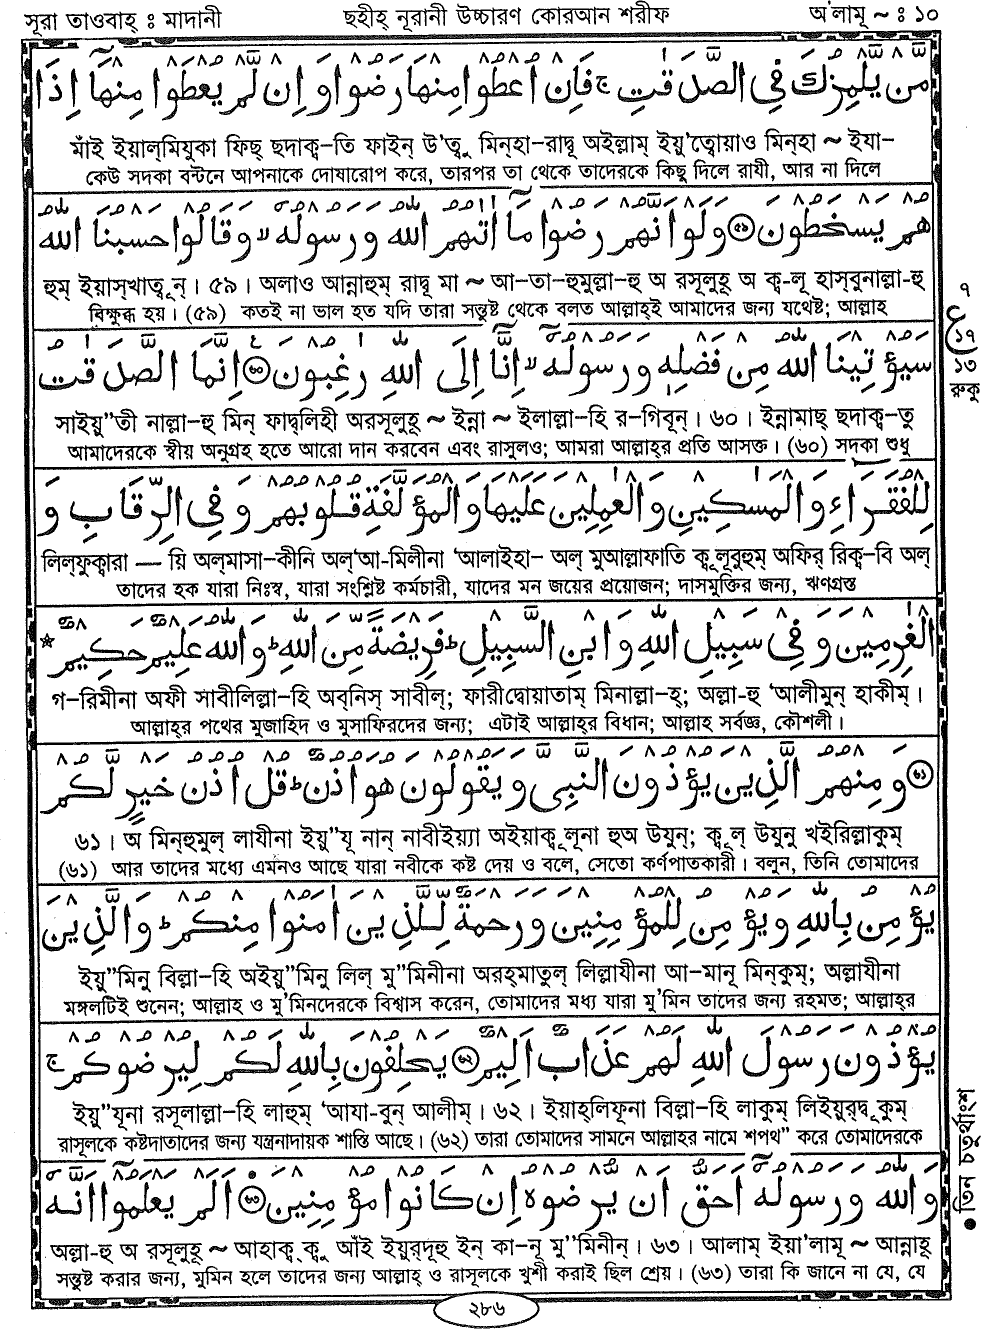 সূরা তাওবাহ্ : মাদানী
ছহীহ্ নূরানী উচ্চারণ কোরআন শরীফ
অ'লামূ ~ : ১০
مَّنْ يَّلْمِزُكَ فِي الصَّدَقٰتِ ج فَاِنْ اُعْطُوْا مِنْهَا رَضُوْا وَاِنْ لَّمْ يُعْطَوْا مِنْهَآ اِذَا
মাঁই ইয়াল্‌মিযুকা ফিছ্ ছদাক্ব–তি ফাইন্ উ'ত্বূ মিন্‌হা–রাদ্বূ অইল্লাম্ ইয়ু'ত্বোয়াও মিন্‌হা ~ ইযা–
কেউ সদকা বন্টনে আপনাকে দোষারোপ করে, তারপর তা থেকে তাদেরকে কিছু দিলে রাযী, আর না দিলে
هُمْ يَسْخَطُوْنَ ﴿৫৯﴾ وَلَوْ اَنَّهُمْ رَضُوْا مَآ اٰتٰىهُمُ اللّٰهُ وَرَسُوْلُهٗ لا وَقَالُوْا حَسْبُنَا اللّٰهُ
হুম্ ইয়াস্‌খাত্বূন্। ৫৯। অলাও আন্নাহুম্ রাদ্বূ মা ~ আ–তা–হুমুল্লা–হু অ রসূলুহূ অ ক্ব–লূ হাস্‌বুনাল্লা–হু
বিক্ষুব্ধ হয়। (৫৯) কতই না ভাল হত যদি তারা সন্তুষ্ট থেকে বলত আল্লাহ্‌ই আমাদের জন্য যথেষ্ট; আল্লাহ
سَيُؤْتِيْنَا اللّٰهُ مِنْ فَضْلِهٖ وَرَسُوْلُهٗٓ لا اِنَّآ اِلَى اللّٰهِ رٰغِبُوْنَ ﴿৬০﴾ اِنَّمَا الصَّدَقٰتُ
সাইয়ু"তী নাল্লা–হু মিন্ ফাদ্বলিহী অরসূলুহূ ~ ইন্না ~ ইলাল্লা–হি র–গিবূন্। ৬০। ইন্নামাছ্ ছদাক্ব–তু
আমাদেরকে স্বীয় অনুগ্রহ হতে আরো দান করবেন এবং রাসুলও; আমরা আল্লাহ্‌র প্রতি আসক্ত। (৬০) সদকা শুধু
لِلْفُقَرَاءِ وَالْمَسٰكِيْنِ وَالْعٰمِلِيْنَ عَلَيْهَا وَالْمُؤَلَّفَةِ قُلُوْبُهُمْ وَفِي الرِّقَابِ وَ
লিল্‌ফুক্বারা — য়ি অল্‌মাসা–কীনি অল্'আ-মিলীনা 'আলাইহা– অল্ মুআল্লাফাতি ক্বূলূবুহুম্ অফির্ রিক্ব–বি অল্
তাদের হক যারা নিঃস্ব, যারা সংশ্লিষ্ট কর্মচারী, যাদের মন জয়ের প্রয়োজন; দাসমুক্তির জন্য, ঋণগ্রস্ত
الْغٰرِمِيْنَ وَفِيْ سَبِيْلِ اللّٰهِ وَابْنِ السَّبِيْلِ ط فَرِيْضَةً مِّنَ اللّٰهِ ط وَاللّٰهُ عَلِيْمٌ حَكِيْمٌ ★
গ–রিমীনা অফী সাবীলিল্লা–হি অব্‌নিস্ সাবীল্; ফারীদ্বোয়াতাম্ মিনাল্লা–হ্; অল্লা-হু 'আলীমুন্ হাকীম্।
আল্লাহ্‌র পথের মুজাহিদ ও মুসাফিরদের জন্য; এটাই আল্লাহ্‌র বিধান; আল্লাহ সর্বজ্ঞ, কৌশলী।
﴿৬১﴾ وَمِنْهُمُ الَّذِيْنَ يُؤْذُوْنَ النَّبِيَّ وَيَقُوْلُوْنَ هُوَ اُذُنٌ ط قُلْ اُذُنُ خَيْرٍ لَّكُمْ
৬১। অ মিন্‌হুমুল্ লাযীনা ইয়ু"যূ নান্ নাবীইয়্যা অইয়াক্বূলূনা হুঅ উযুন্; ক্বূল্ উযুনু খইরিল্লাকুম্
(৬১) আর তাদের মধ্যে এমনও আছে যারা নবীকে কষ্ট দেয় ও বলে, সেতো কর্ণপাতকারী। বলুন, তিনি তোমাদের
يُؤْمِنُ بِاللّٰهِ وَيُؤْمِنُ لِلْمُؤْمِنِيْنَ وَرَحْمَةٌ لِّلَّذِيْنَ اٰمَنُوْا مِنْكُمْ ط وَالَّذِيْنَ
ইয়ু"মিনু বিল্লা–হি অইয়ু"মিনু লিল্ মু"মিনীনা অরহ্‌মাতুল্ লিল্লাযীনা আ–মানূ মিন্‌কুম্; অল্লাযীনা
মঙ্গলটিই শুনেন; আল্লাহ ও মু'মিনদেরকে বিশ্বাস করেন, তোমাদের মধ্য যারা মু'মিন তাদের জন্য রহমত; আল্লাহ্‌র
يُؤْذُوْنَ رَسُوْلَ اللّٰهِ لَهُمْ عَذَابٌ اَلِيْمٌ ﴿৬২﴾ يَحْلِفُوْنَ بِاللّٰهِ لَكُمْ لِيُرْضُوْكُمْ ج
ইয়ু"যূনা রসূলাল্লা–হি লাহুম্ 'আযা-বুন্ আলীম্। ৬২। ইয়াহ্‌লিফূনা বিল্লা–হি লাকুম্ লিইয়ুর্‌দ্বূকুম্
রাসূলকে কষ্টদাতাদের জন্য যন্ত্রনাদায়ক শাস্তি আছে। (৬২) তারা তোমাদের সামনে আল্লাহর নামে শপথ" করে তোমাদেরকে
وَاللّٰهُ وَرَسُوْلُهٗٓ اَحَقُّ اَنْ يُّرْضُوْهُ اِنْ كَانُوْا مُؤْمِنِيْنَ ﴿৬৩﴾ اَلَمْ يَعْلَمُوْٓا اَنَّهٗ
অল্লা-হু অ রসূলুহূ ~ আহাক্ব ক্বু আঁই ইয়ুর্‌দূহু ইন্ কা–নূ মু"মিনীন্। ৬৩। আলাম্ ইয়া'লামূ ~ আন্নাহূ
সন্তুষ্ট করার জন্য, মুমিন হলে তাদের জন্য আল্লাহ্ ও রাসূলকে খুশী করাই ছিল শ্রেয়। (৬৩) তারা কি জানে না যে, যে
৭
ع
১৭
১৩
রুকু
● তিন চতুর্থাংশ
২৮৬